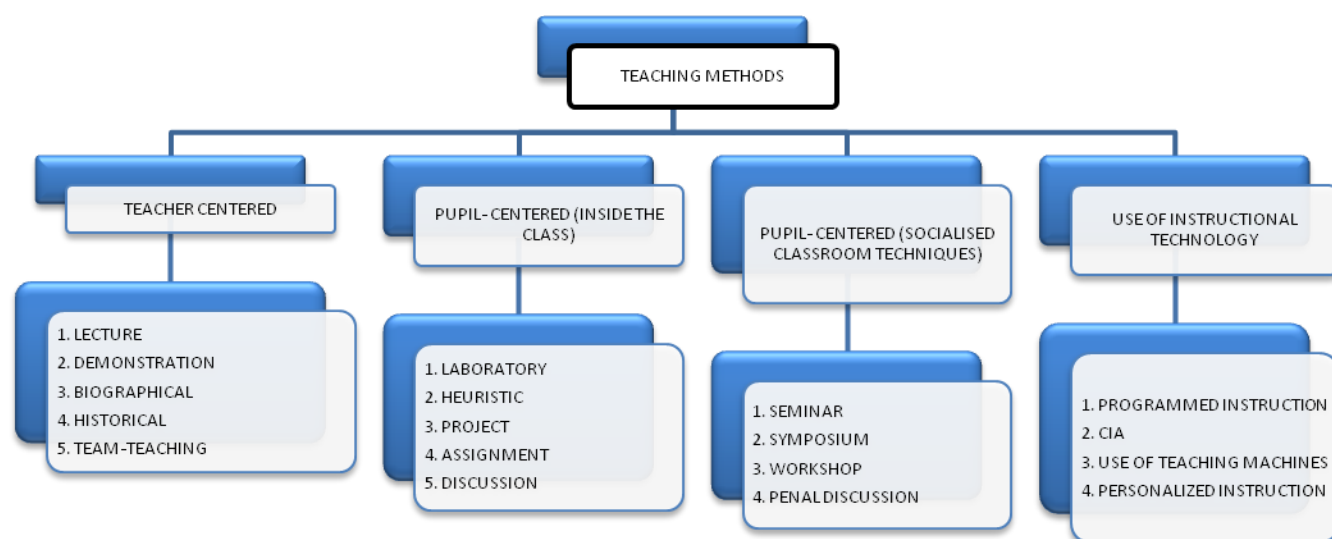 TEACHING METHODS
TEACHER CENTERED
1. LECTURE
2. DEMONSTRATION
3. BIOGRAPHICAL
4. HISTORICAL
5. TEAM-TEACHING
PUPIL- CENTERED (INSIDE THE
CLASS)
1. LABORATORY
2. HEURISTIC
3. PROJECT
4. ASSIGNMENT
5. DISCUSSION
PUPIL-CENTERED (SOCIALISED
CLASSROOM TECHNIQUES)
1. SEMINAR
2. SYMPOSIUM
3. WORKSHOP
4. PENAL DISCUSSION
USE OF INSTRUCTIONAL
TECHNOLOGY
1. PROGRAMMED INSTRUCTION
2. CIA
3. USE OF TEACHING MACHINES
4. PERSONALIZED INSTRUCTION